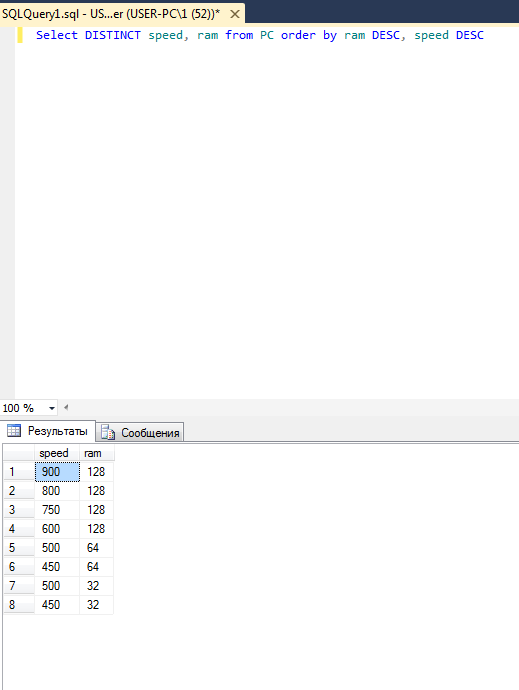 SQLQuery1.sql - US...er (USER-PC\1 (52))*
Select DISTINCT speed, ram from PC order by ram DESC, speed DESC
100 %
Результаты Сообщения
speed ram
1 900 128
2 800 128
3 750 128
4 600 128
5 500 64
6 450 64
7 500 32
8 450 32